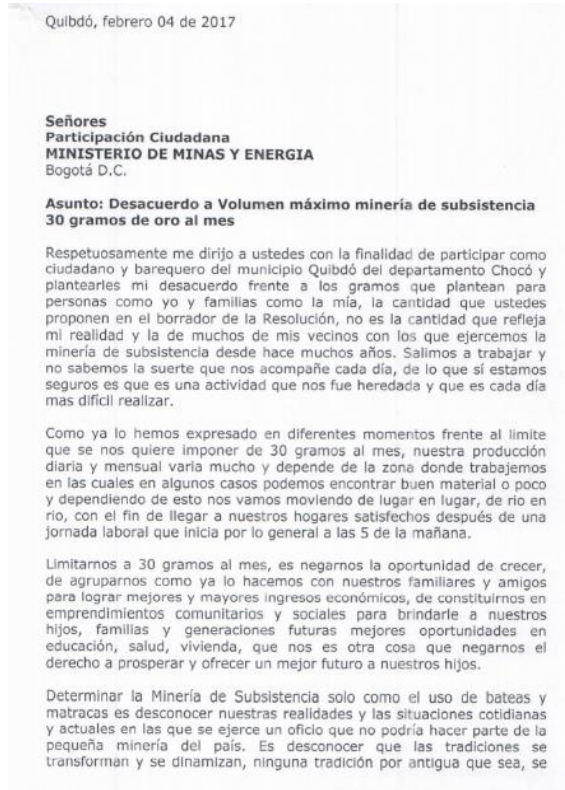 Quibdó, febrero 04 de 2017
Señores
Participación Ciudadana
MINISTERIO DE MINAS Y ENERGIA
Bogotá D.C.
Asunto: Desacuerdo a Volumen máximo minería de subsistencia
30 gramos de oro al mes
Respetuosamente me dirijo a ustedes con la finalidad de participar como
ciudadano y barequero del municipio Quibdó del departamento Chocó y
plantearles mi desacuerdo frente a los gramos que plantean para
personas como yo y familias como la mía, la cantidad que ustedes
proponen en el borrador de la Resolución, no es la cantidad que refleja
mi realidad y la de muchos de mis vecinos con los que ejercemos la
minería de subsistencia desde hace muchos años. Salimos a trabajar y
no sabemos la suerte que nos acompañe cada día, de lo que sí estamos
seguros es que es una actividad que nos fue heredada y que es cada día
mas difícil realizar.
Como ya lo hemos expresado en diferentes momentos frente al limite
que se nos quiere imponer de 30 gramos al mes, nuestra producción
diaria y mensual varia mucho y depende de la zona donde trabajemos
en las cuales en algunos casos podemos encontrar buen material o poco
y dependiendo de esto nos vamos moviendo de lugar en lugar, de rio en
rio, con el fin de llegar a nuestros hogares satisfechos después de una
jornada laboral que inicia por lo general a las 5 de la mañana.
Limitarnos a 30 gramos al mes, es negarnos la oportunidad de crecer,
de agruparnos como ya lo hacemos con nuestros familiares y amigos
para lograr mejores y mayores ingresos económicos, de constituirnos en
emprendimientos comunitarios y sociales para brindarle a nuestros
hijos, familias y generaciones futuras mejores oportunidades en
educación, salud, vivienda, que nos es otra cosa que negarnos el
derecho a prosperar y ofrecer un mejor futuro a nuestros hijos.
Determinar la Minería de Subsistencia solo como el uso de bateas y
matracas es desconocer nuestras realidades y las situaciones cotidianas
y actuales en las que se ejerce un oficio que no podría hacer parte de la
pequeña minería del país. Es desconocer que las tradiciones se
transforman y se dinamizan, ninguna tradición por antigua que sea, se